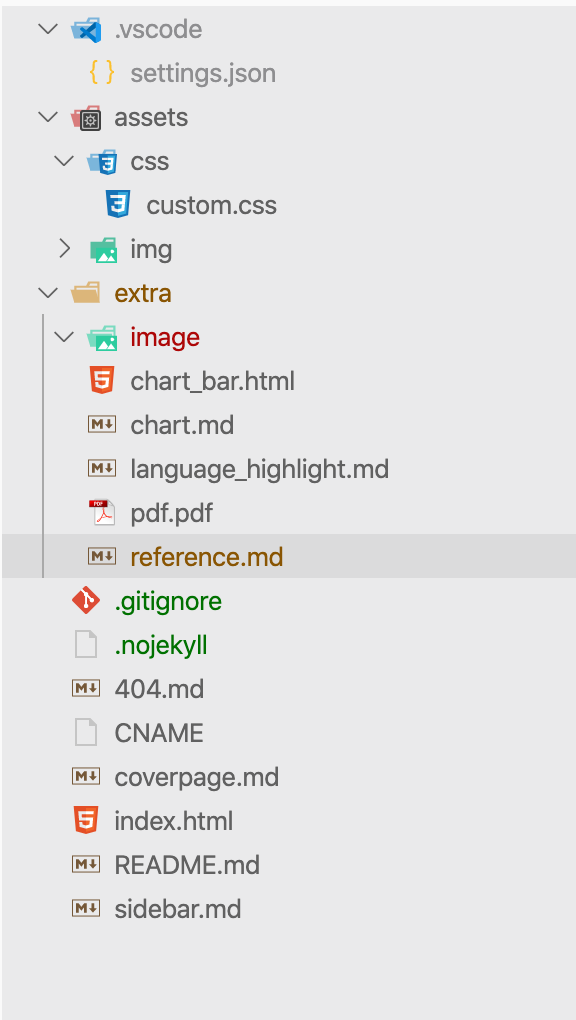 .vscode
settings.json
assets
css
custom.css
img
extra
image
chart_bar.html
chart.md
language_highlight.md
pdf.pdf
reference.md
.gitignore
.nojekyll
404.md
CNAME
coverpage.md
index.html
README.md
sidebar.md